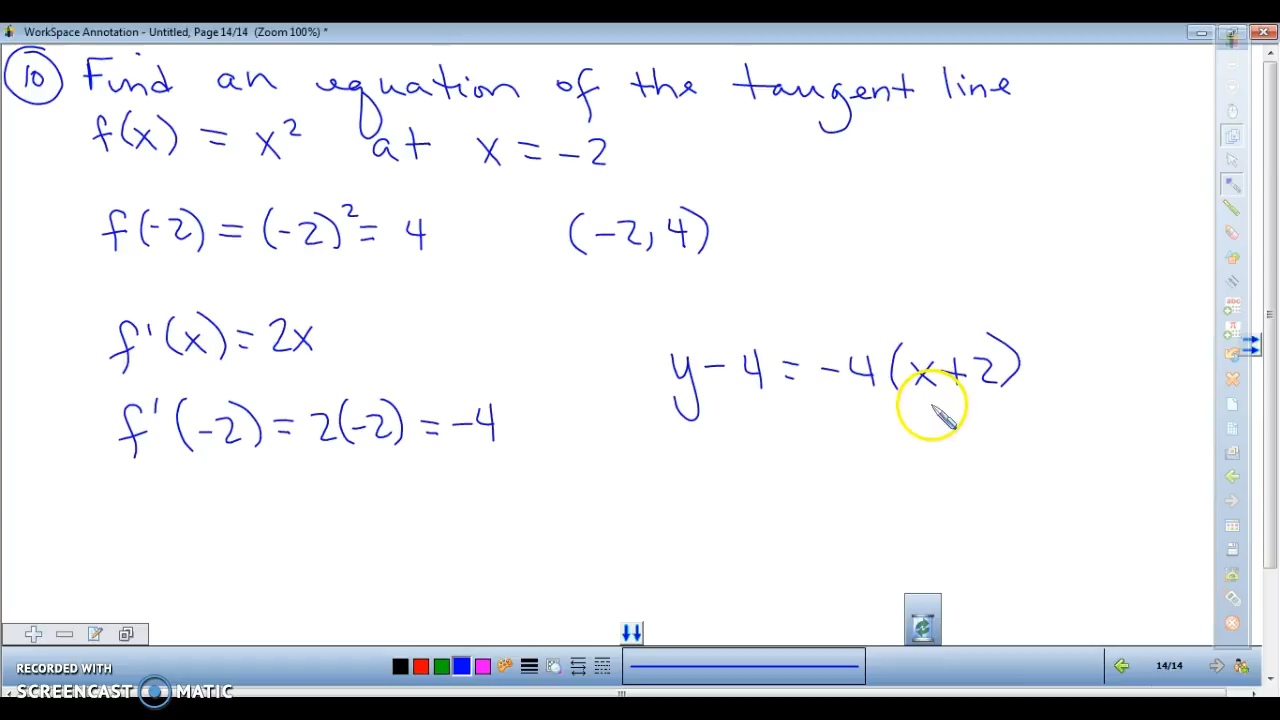 WorkSpace Annotation - Untitled, Page 14/14 (Zoom 100%) *
10 Find an equation of the tangent line
f(x) = x² at x = -2
f(-2) = (-2)² = 4 (-2, 4)
f'(x) = 2x
y - 4 = -4(x+2)
f'(-2) = 2(-2) = -4
14/14
RECORDED WITH
SCREENCAST MATIC